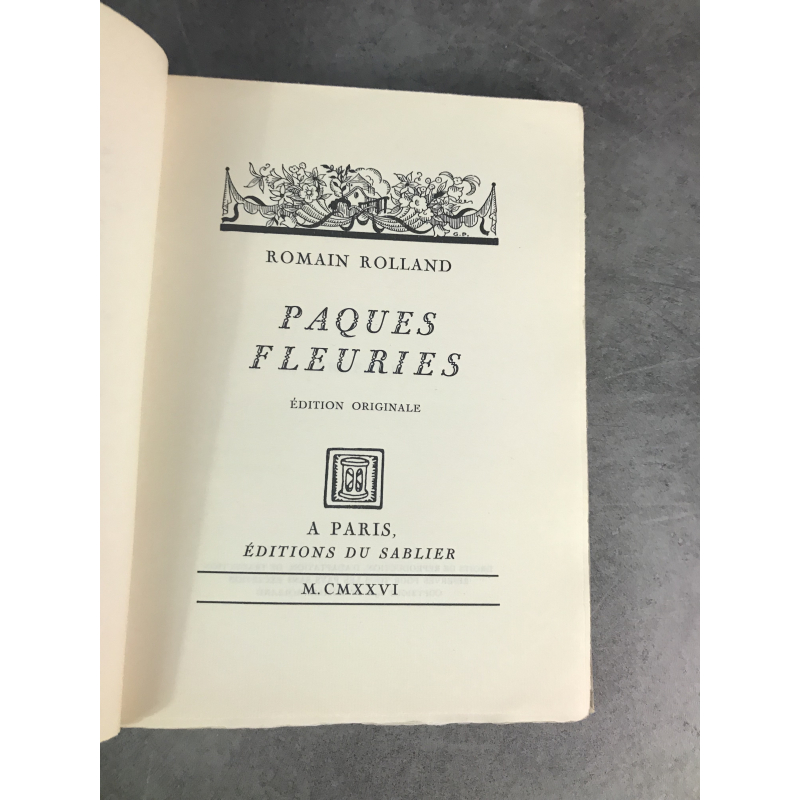 G.P.
ROMAIN ROLLAND
PAQUES
FLEURIES
ÉDITION ORIGINALE
A PARIS,
ÉDITIONS DU SABLIER
M.CMXXVI